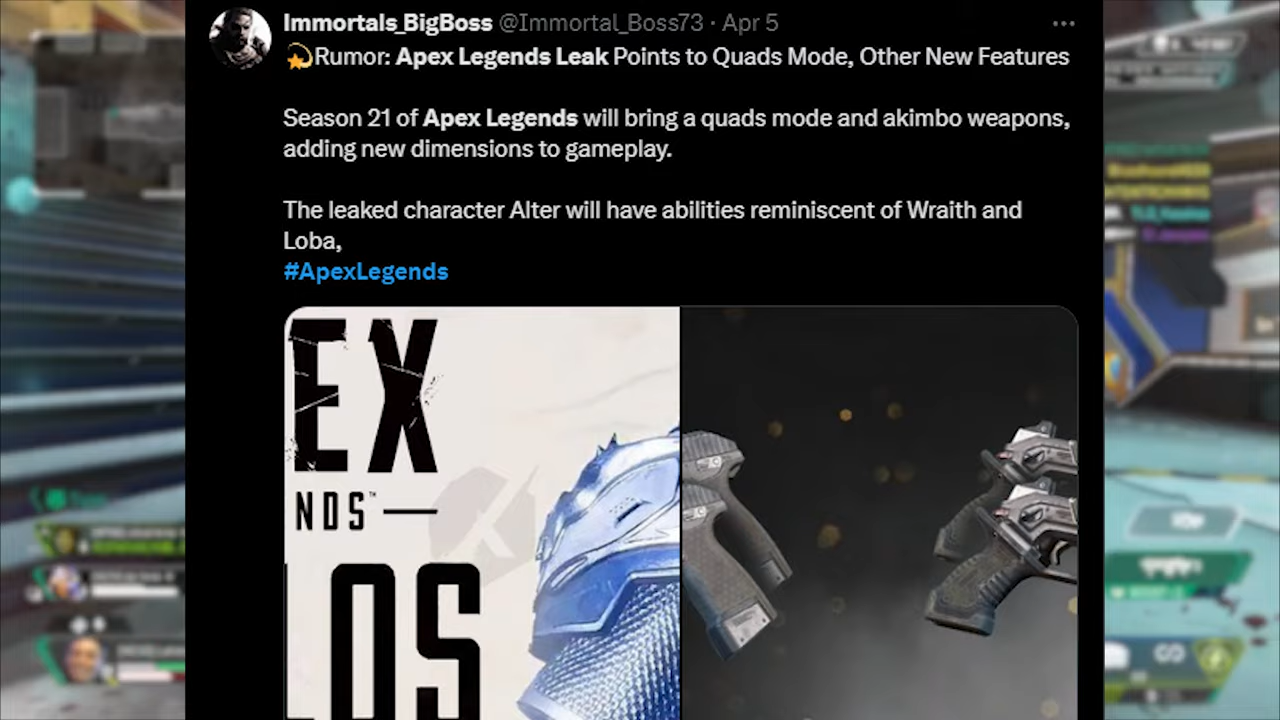 Immortals_BigBoss @Immortal_Boss73 · Apr 5
💫Rumor: Apex Legends Leak Points to Quads Mode, Other New Features
Season 21 of Apex Legends will bring a quads mode and akimbo weapons,
adding new dimensions to gameplay.
The leaked character Alter will have abilities reminiscent of Wraith and
Loba,
#ApexLegends
EX
NDS™
OS